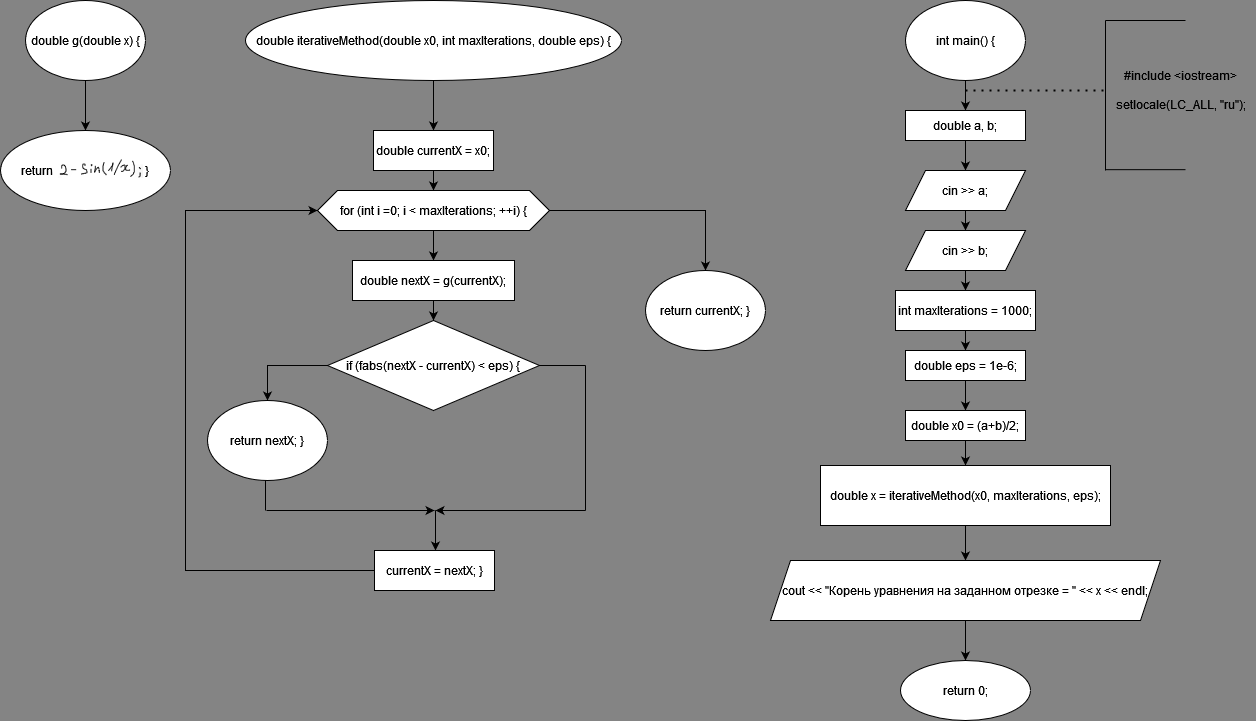 double g(double x) {
return 2-sin(1/x); }
double iterativeMethod(double x0, int maxIterations, double eps) {
double currentX = x0;
for (int i =0; i < maxIterations; ++i) {
double nextX = g(currentX);
if (fabs(nextX - currentX) < eps) {
return nextX; }
currentX = nextX; }
return currentX; }
int main() {
#include <iostream>
setlocale(LC_ALL, "ru");
double a, b;
cin >> a;
cin >> b;
int maxIterations = 1000;
double eps = 1e-6;
double x0 = (a+b)/2;
double x = iterativeMethod(x0, maxIterations, eps);
cout << "Корень уравнения на заданном отрезке = " << x << endl;
return 0;